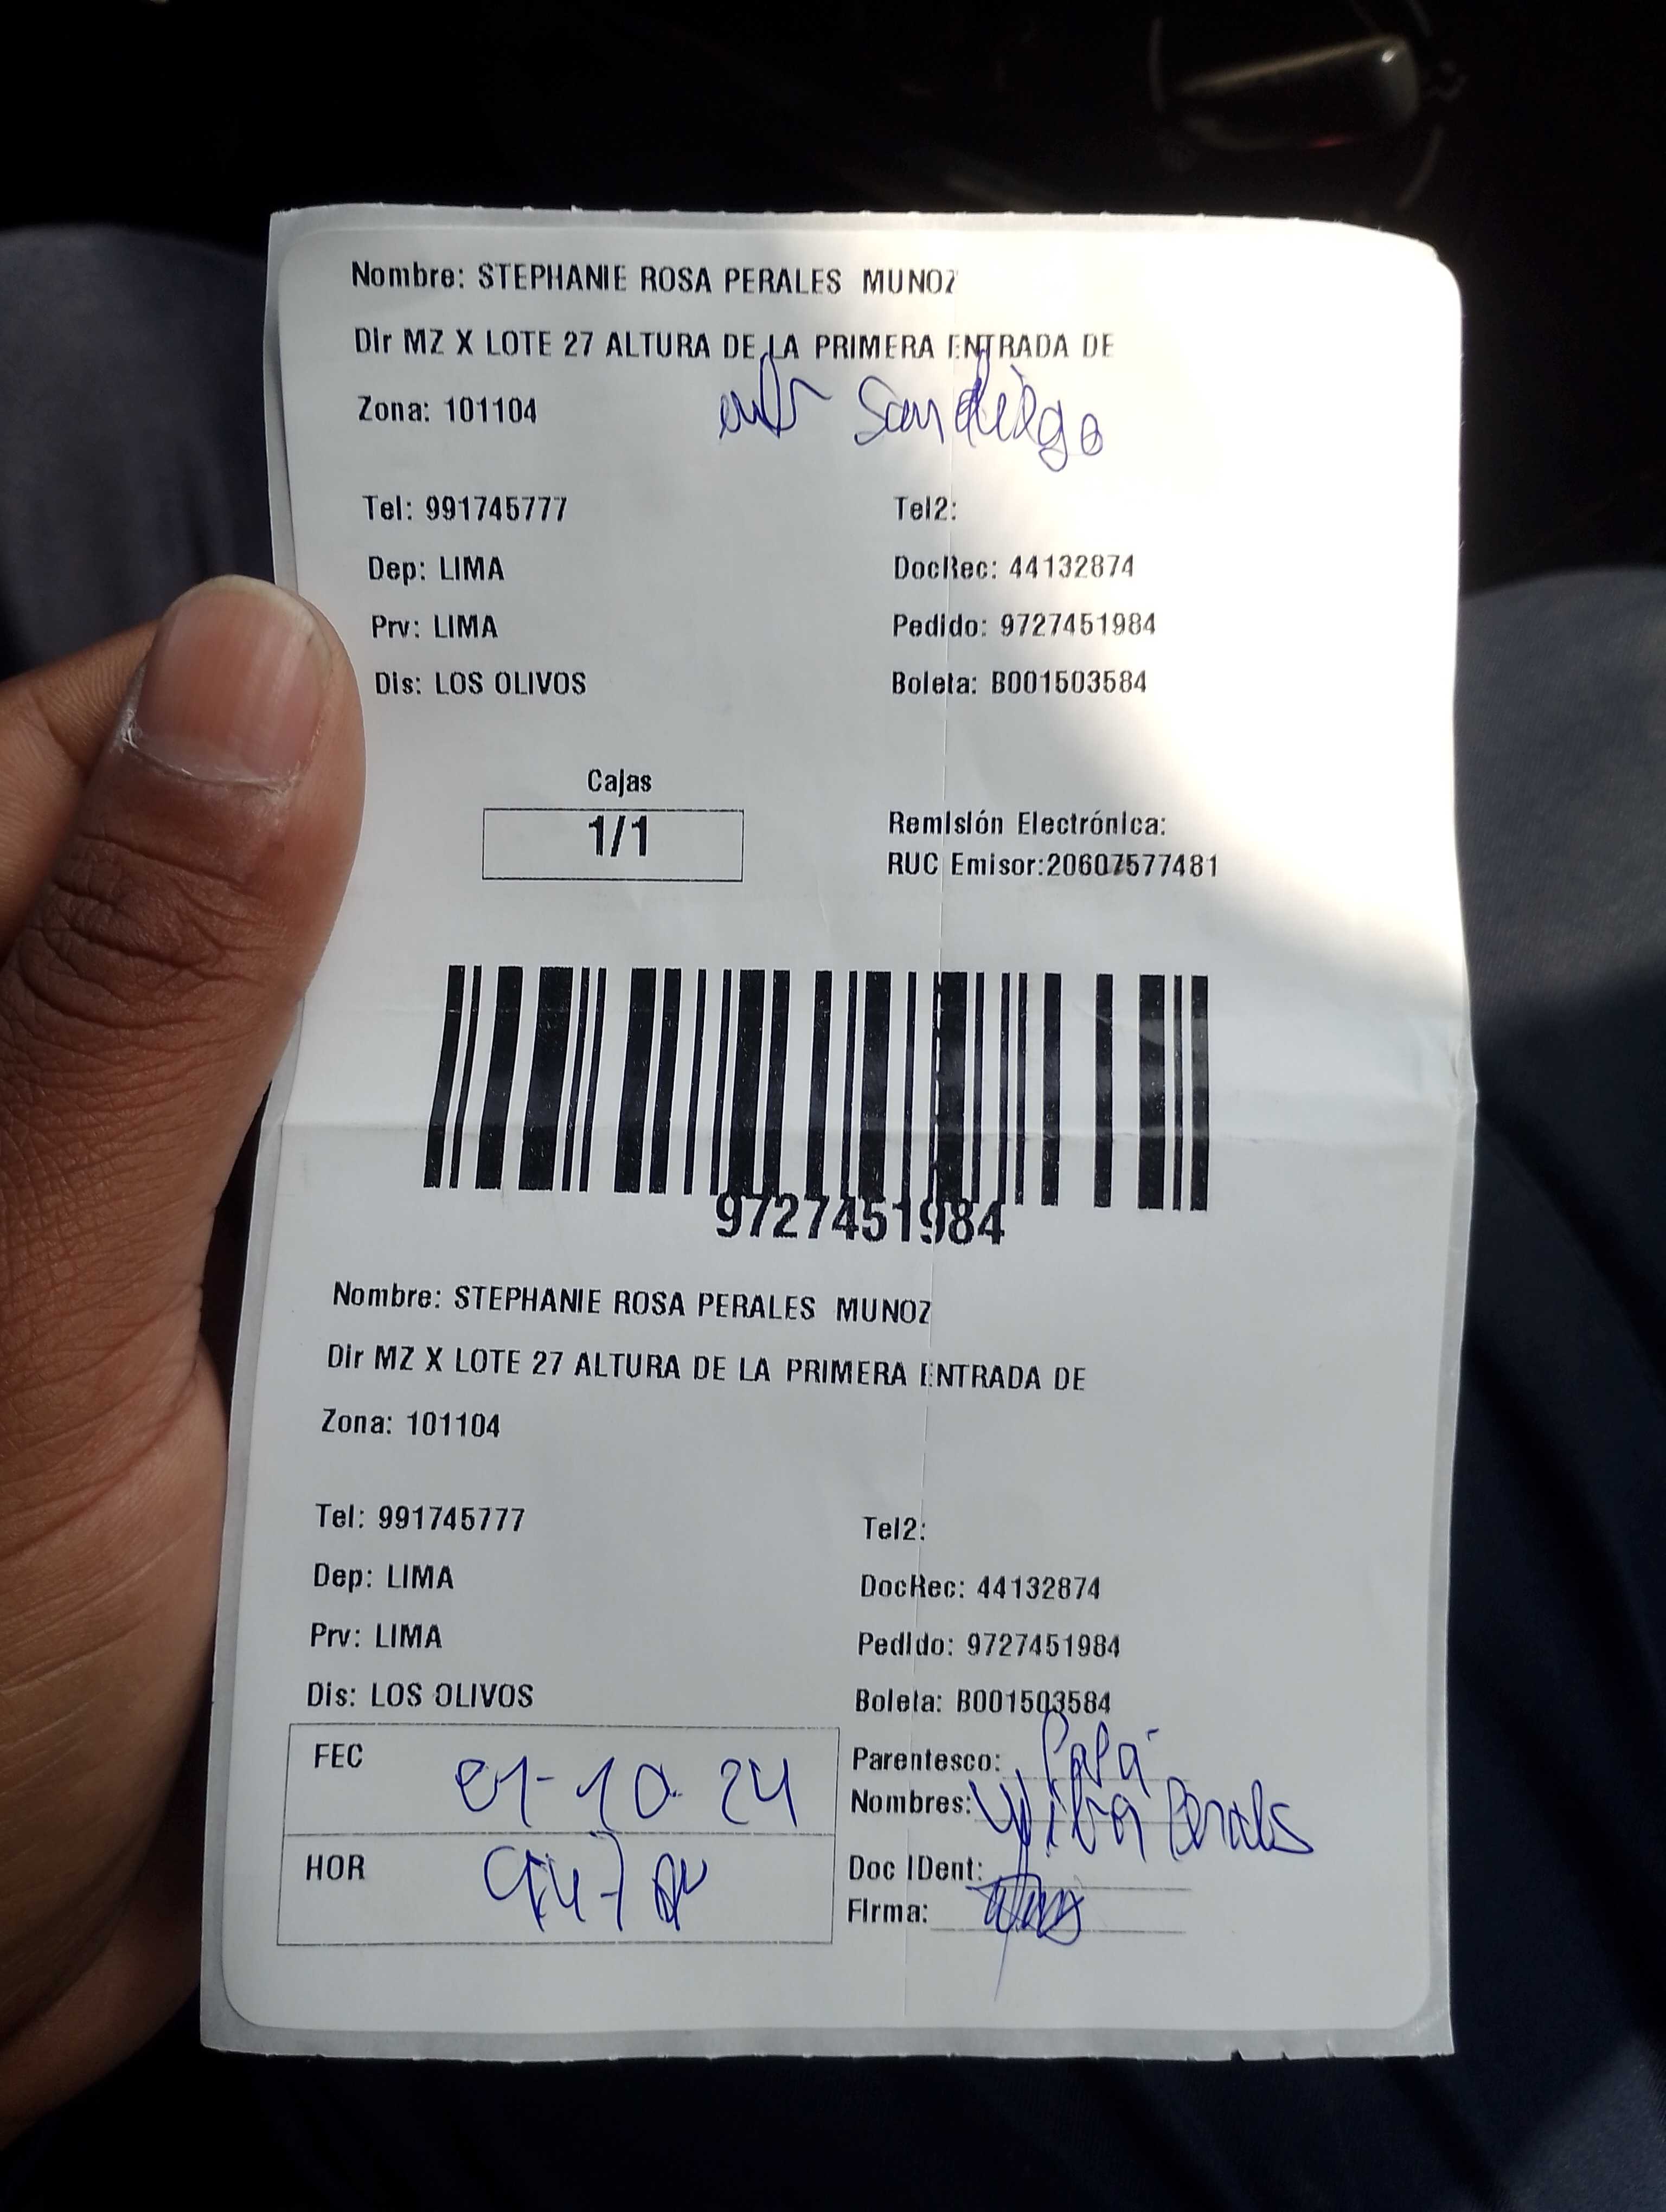 Nombre: STEPHANIE ROSA PERALES MUNOZ
Dir MZ X LOTE 27 ALTURA DE LA PRIMERA ENTRADA DE
Zona: 101104
San diego
Tel: 991745777 Tel2:
Dep: LIMA DocRec: 44132874
Prv: LIMA Pedido: 9727451984
Dis: LOS OLIVOS Boleta: B001503584
Cajas
1/1
Remisión Electrónica:
RUC Emisor:20607577481
9727451984
Nombre: STEPHANIE ROSA PERALES MUNOZ
Dir MZ X LOTE 27 ALTURA DE LA PRIMERA ENTRADA DE
Zona: 101104
Tel: 991745777 Tel2:
Dep: LIMA DocRec: 44132874
Prv: LIMA Pedido: 9727451984
Dis: LOS OLIVOS Boleta: B001503584
FEC 01-10-24
HOR
Parentesco: Papá
Nombres: Perales
Doc IDent:
Firma: